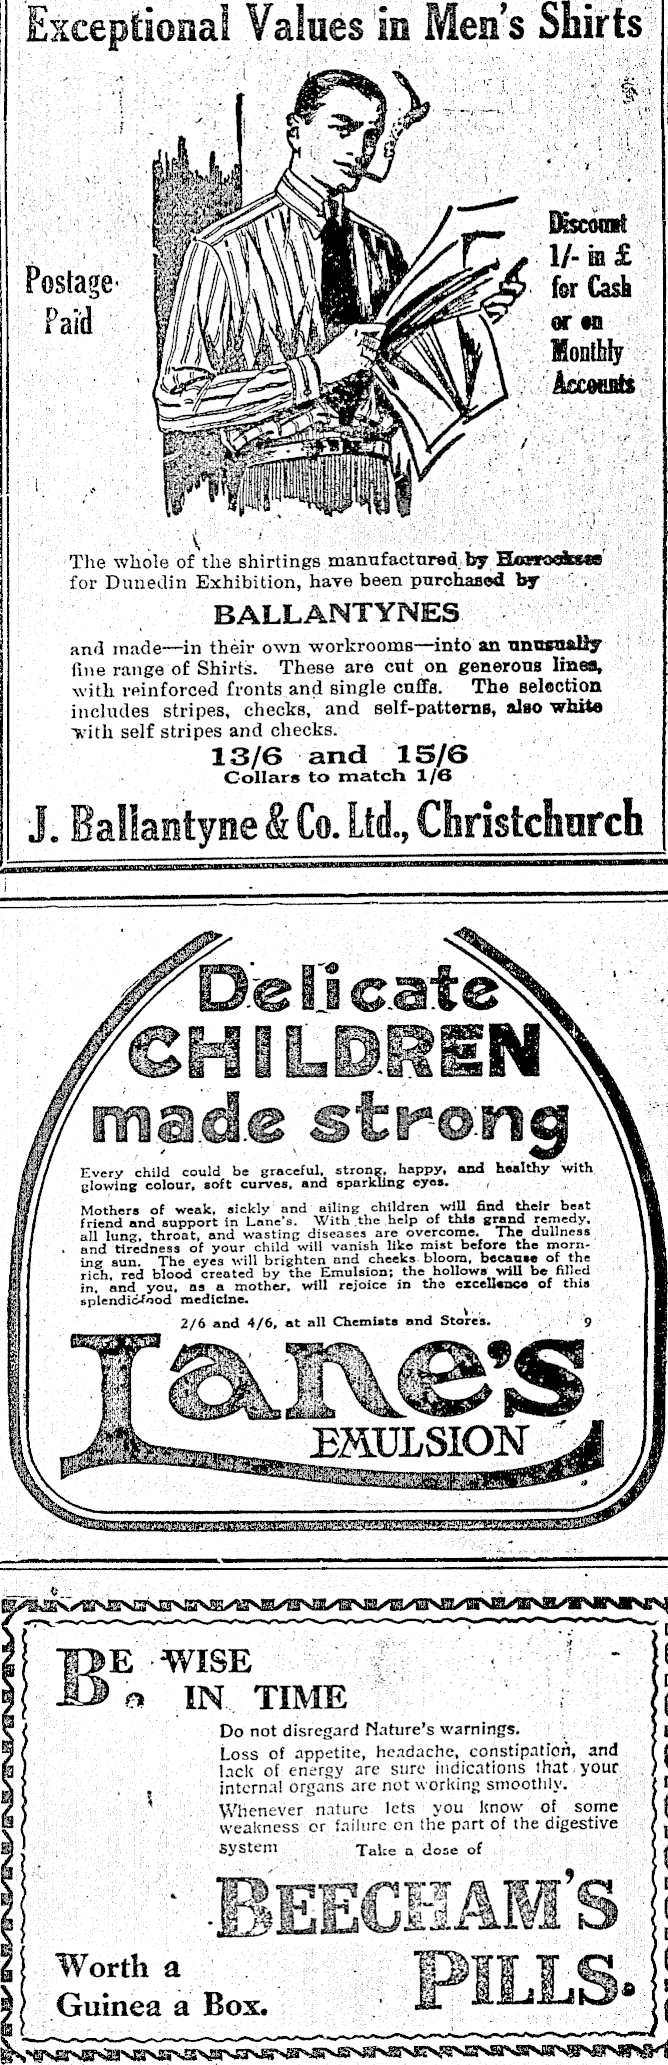 Exceptional Values in Men's Shirts
Postage
Paid
Discount
1/- in £
for Cash
or on
Monthly
Accounts
The whole of the shirtings manufactured by Horrockses
for Dunedin Exhibition, have been purchased by
BALLANTYNES
and made—in their own workrooms—into an unusually
fine range of Shirts. These are cut on generous lines,
with reinforced fronts and single cuffs. The selection
includes stripes, checks, and self-patterns, also white
with self stripes and checks.
13/6 and 15/6
Collars to match 1/6
J. Ballantyne & Co. Ltd., Christchurch
Delicate
CHILDREN
made strong
Every child could be graceful, strong, happy, and healthy with
glowing colour, soft curves, and sparkling eyes.
Mothers of weak, sickly and ailing children will find their best
friend and support in Lane's. With the help of this grand remedy,
all lung, throat, and wasting diseases are overcome. The dullness
and tiredness of your child will vanish like mist before the morn-
ing sun. The eyes will brighten and cheeks bloom, because of the
rich, red blood created by the Emulsion; the hollows will be filled
in, and you, as a mother, will rejoice in the excellence of this
splendid food medicine.
2/6 and 4/6, at all Chemists and Stores. 9
Lane's
EMULSION
BE WISE
IN TIME
Do not disregard Nature's warnings.
Loss of appetite, headache, constipation, and
lack of energy are sure indications that your
internal organs are not working smoothly.
Whenever nature lets you know of some
weakness or failure on the part of the digestive
system Take a dose of
BEECHAM'S
PILLS.
Worth a
Guinea a Box.